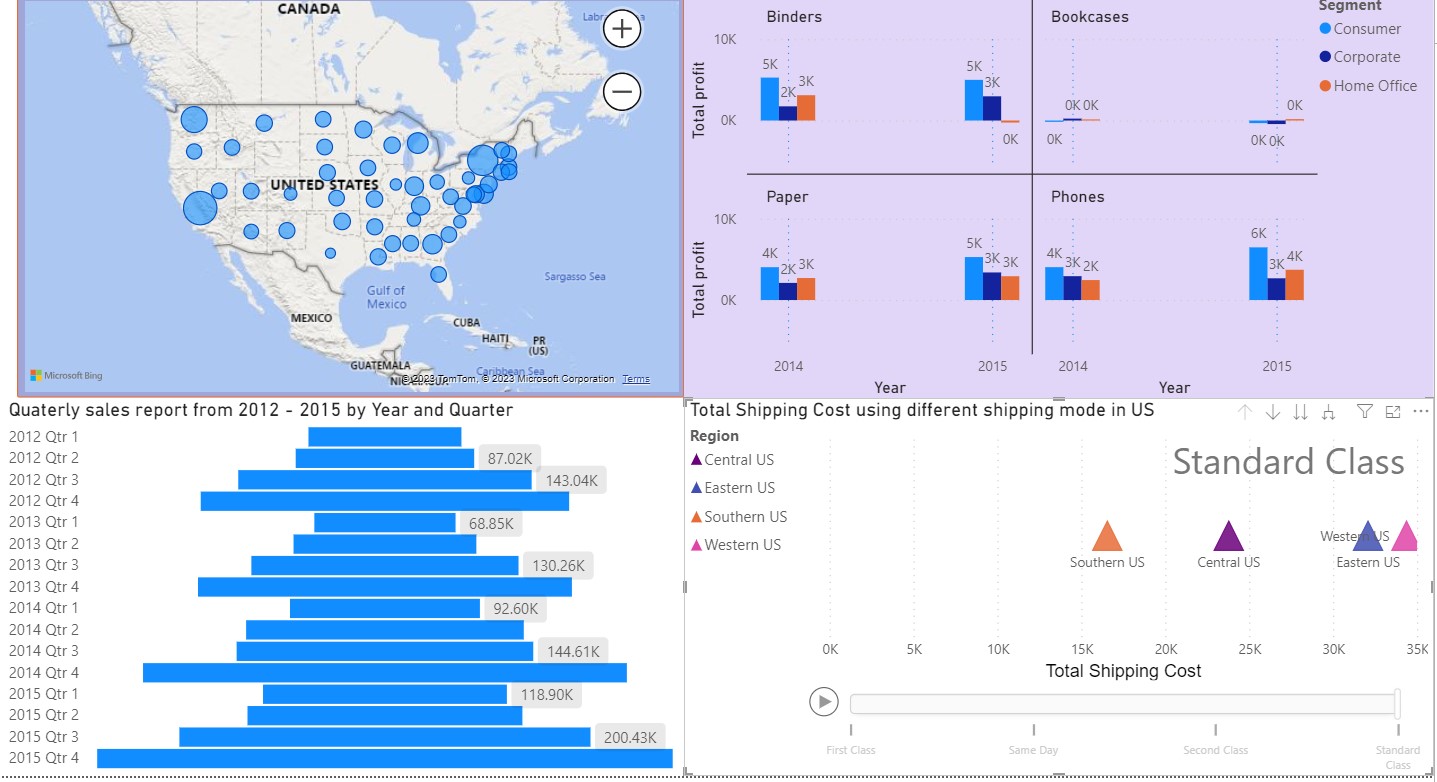 CANADA
Labr
Sea
UNITED STATES
Sargasso Sea
Gulf of
Mexico
MEXICO
CUBA
HAITI
PR
(US)
GUATEMALA
Caribbean Sea
Microsoft Bing
© 2023 TomTom, © 2023 Microsoft Corporation Terms
Segment
Consumer
Corporate
Home Office
Binders
Bookcases
Total profit
10K
0K
5K
2K
3K
5K
3K
0K
0K
0K 0K
0K
0K
0K
Paper
Phones
Total profit
10K
0K
4K
2K
3K
5K
3K
3K
4K
3K
2K
6K
3K
4K
2014
2015
2014
2015
Year
Year
Quaterly sales report from 2012 - 2015 by Year and Quarter
2012 Qtr 1
2012 Qtr 2 87.02K
2012 Qtr 3 143.04K
2012 Qtr 4
2013 Qtr 1 68.85K
2013 Qtr 2
2013 Qtr 3 130.26K
2013 Qtr 4
2014 Qtr 1 92.60K
2014 Qtr 2
2014 Qtr 3 144.61K
2014 Qtr 4
2015 Qtr 1 118.90K
2015 Qtr 2
2015 Qtr 3 200.43K
2015 Qtr 4
Total Shipping Cost using different shipping mode in US
Region
Central US
Eastern US
Southern US
Western US
Standard Class
Western US
Southern US
Central US
Eastern US
0K 5K 10K 15K 20K 25K 30K 35K
Total Shipping Cost
First Class
Same Day
Second Class
Standard
Class